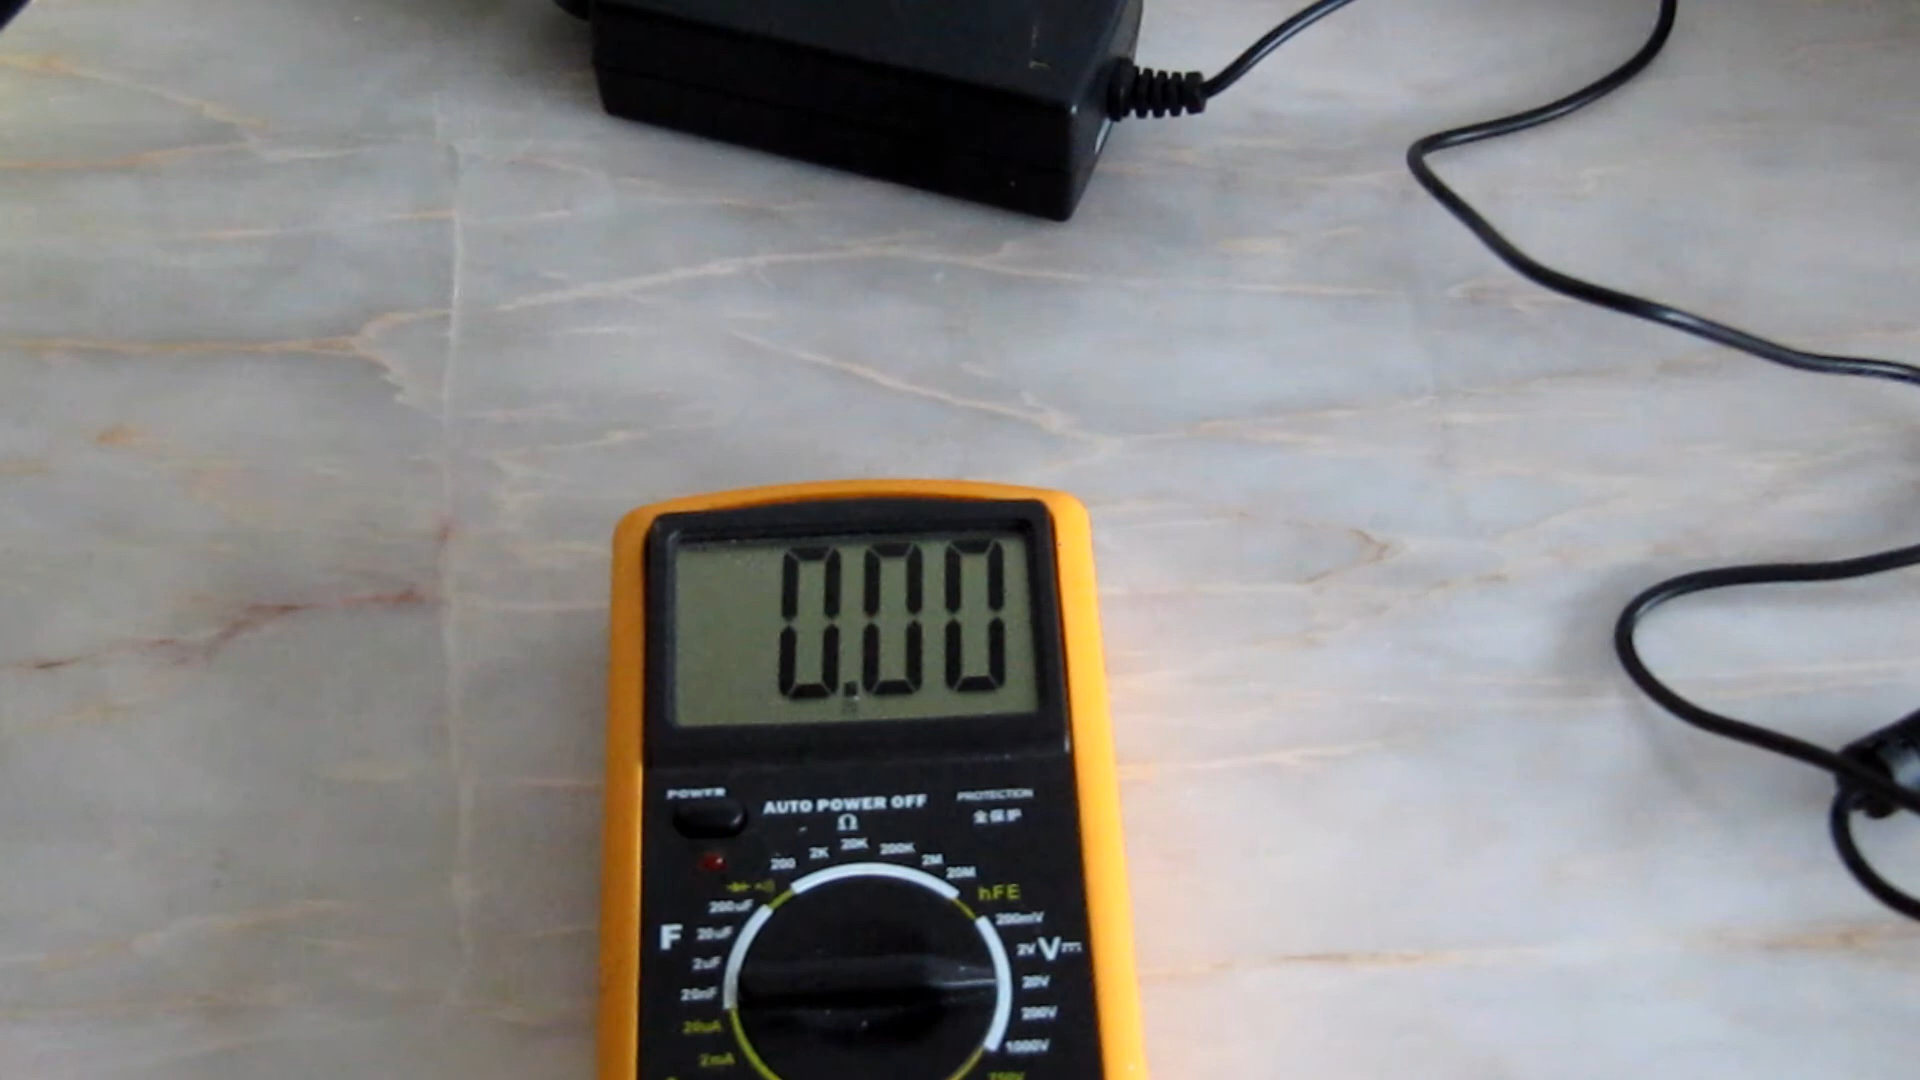 0.00
POWER
AUTO POWER OFF
PROTECTION
全保护
Ω
200
2K
20K
200K
2M
20M
hFE
200uF
200mV
F
20uF
2V
V
2uF
20V
20nF
200V
20uA
1000V
2mA
750V